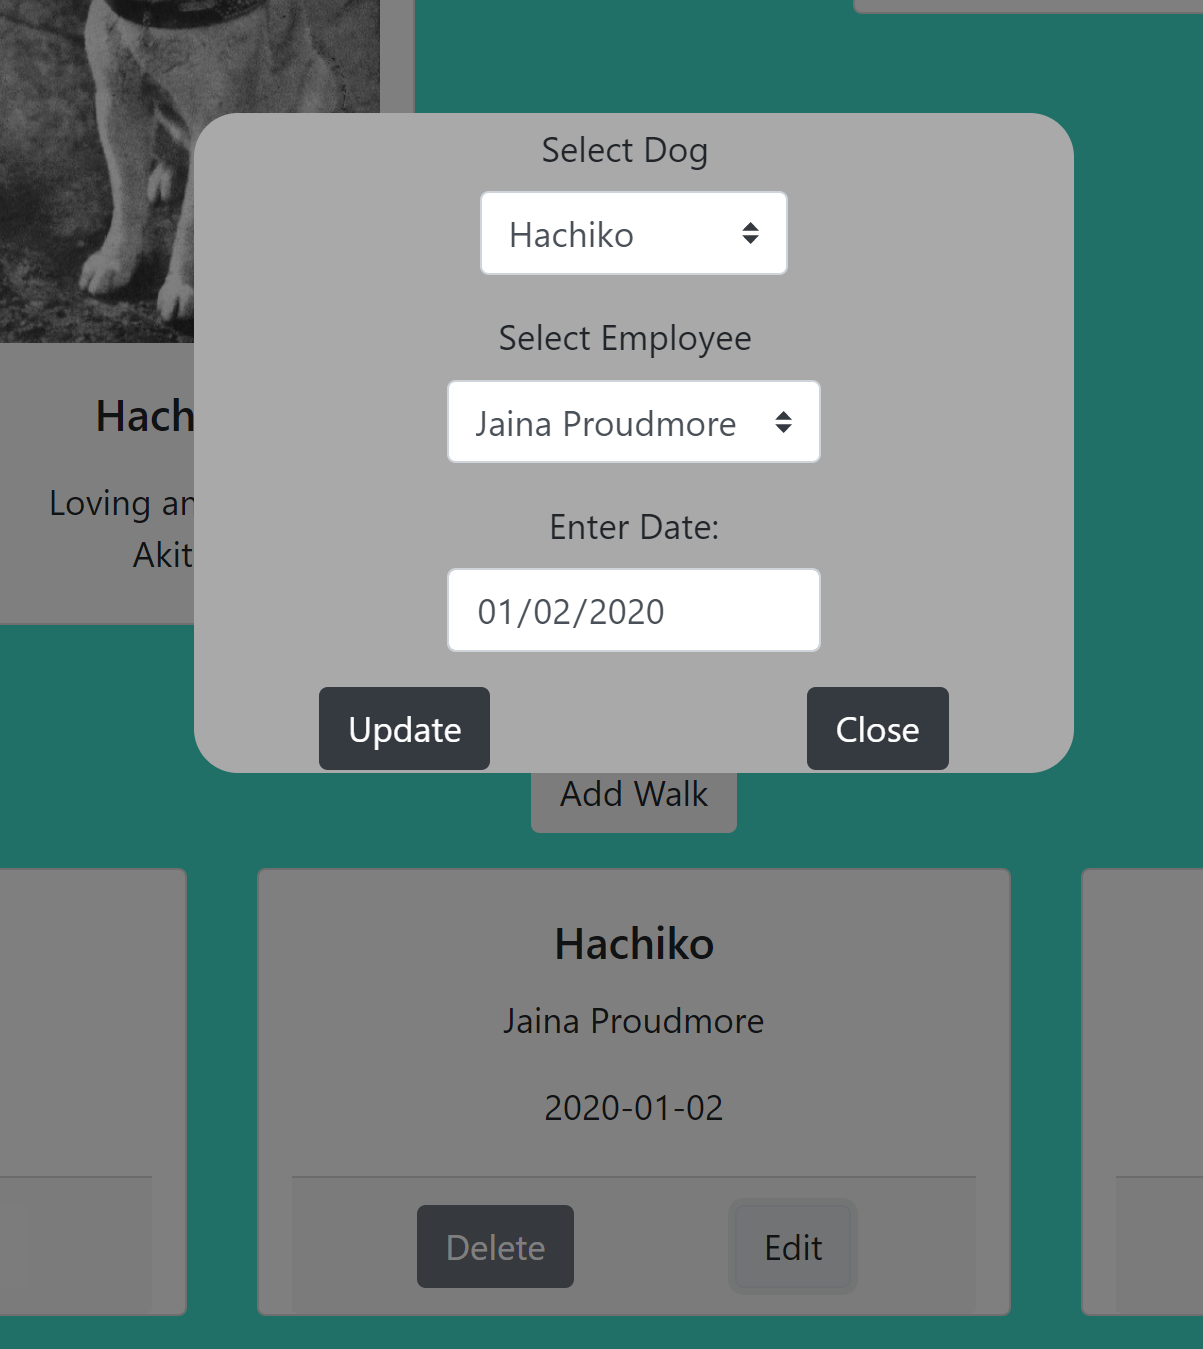 Select Dog
Hachiko
Select Employee
Jaina Proudmore
Enter Date:
01/02/2020
Update
Close
Hach
Loving an
Akit
Add Walk
Hachiko
Jaina Proudmore
2020-01-02
Delete
Edit